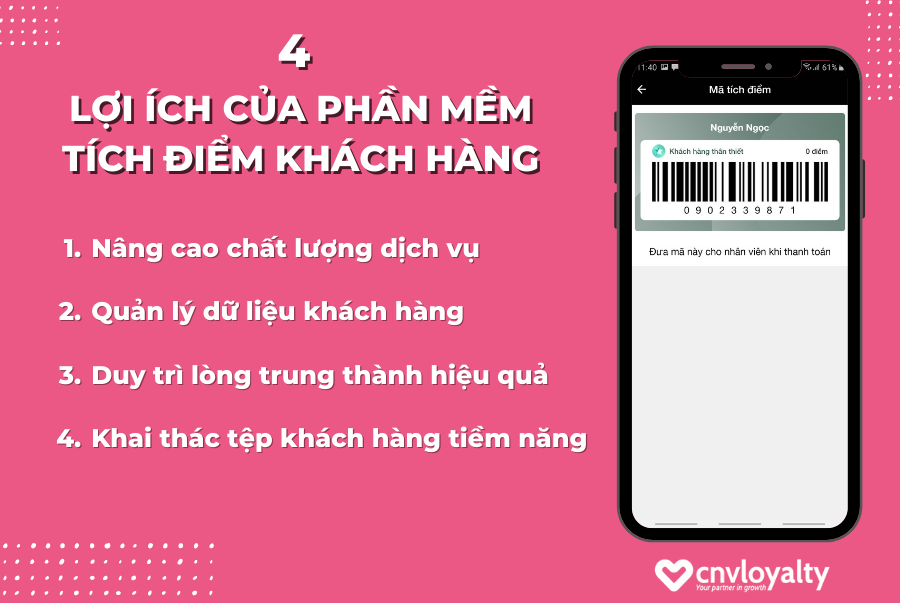 4
LỢI ÍCH CỦA PHẦN MỀM
TÍCH ĐIỂM KHÁCH HÀNG
1. Nâng cao chất lượng dịch vụ
2. Quản lý dữ liệu khách hàng
3. Duy trì lòng trung thành hiệu quả
4. Khai thác tệp khách hàng tiềm năng
11:40 61%
Mã tích điểm
Nguyễn Ngọc
Khách hàng thân thiết 0 điểm
0902339871
Đưa mã này cho nhân viên khi thanh toán
cnvloyalty
Your partner in growth